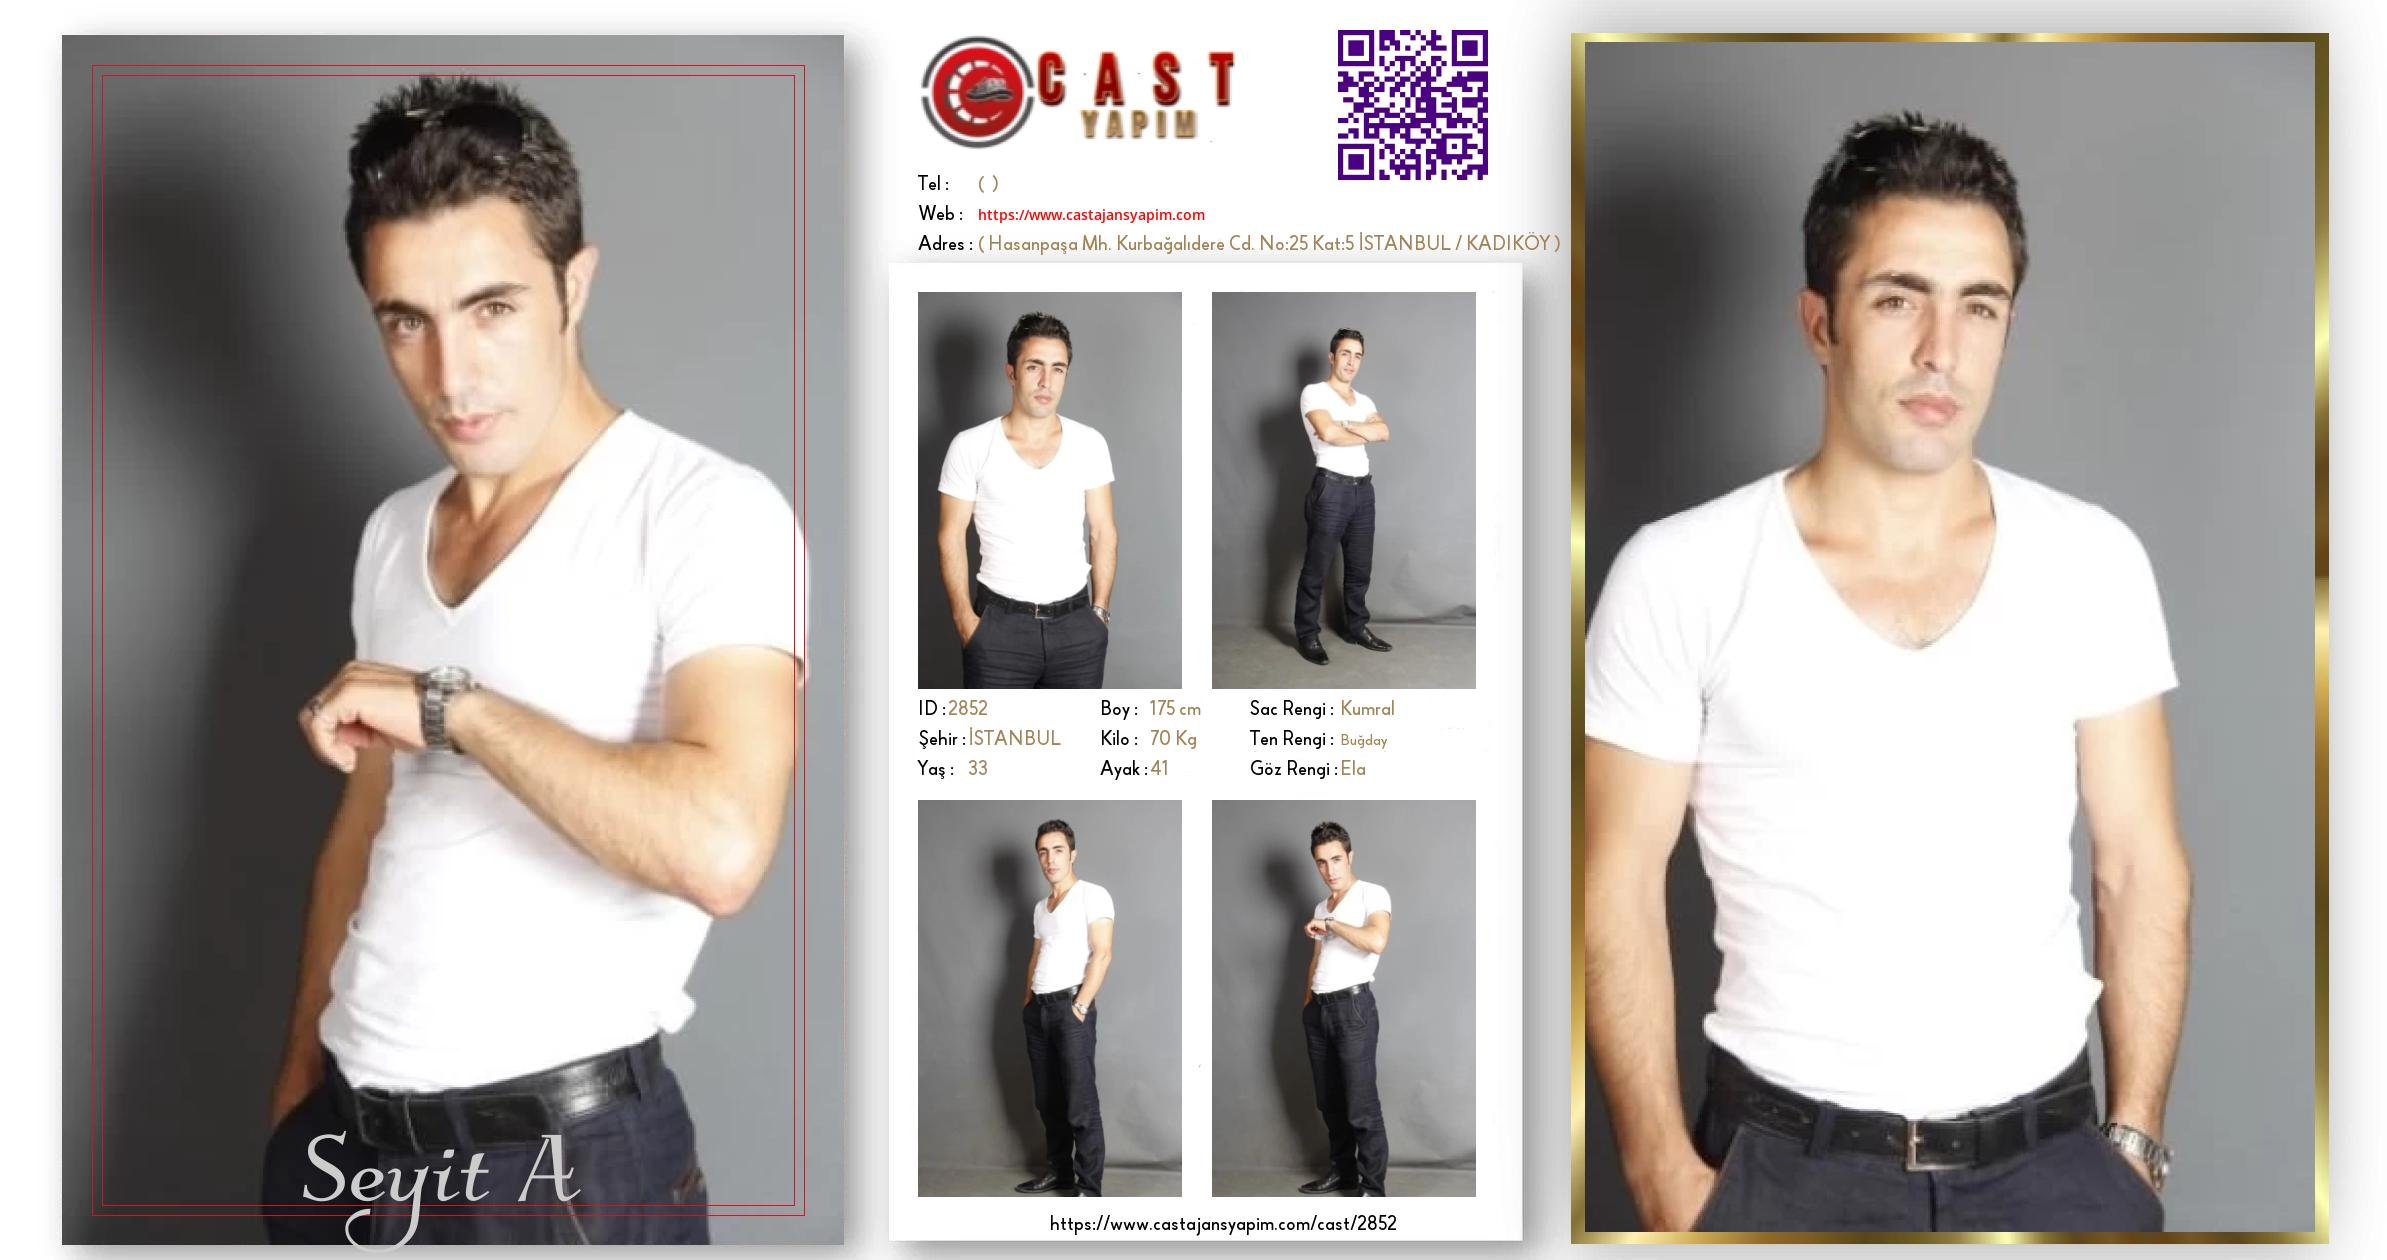 Seyit A
CAST
YAPIM
Tel : ( )
Web : https://www.castajansyapim.com
Adres : ( Hasanpaşa Mh. Kurbağalıdere Cd. No:25 Kat:5 İSTANBUL / KADIKÖY )
ID : 2852 Boy : 175 cm Sac Rengi : Kumral
Şehir : İSTANBUL Kilo : 70 Kg Ten Rengi : Buğday
Yaş : 33 Ayak : 41 Göz Rengi : Ela
https://www.castajansyapim.com/cast/2852